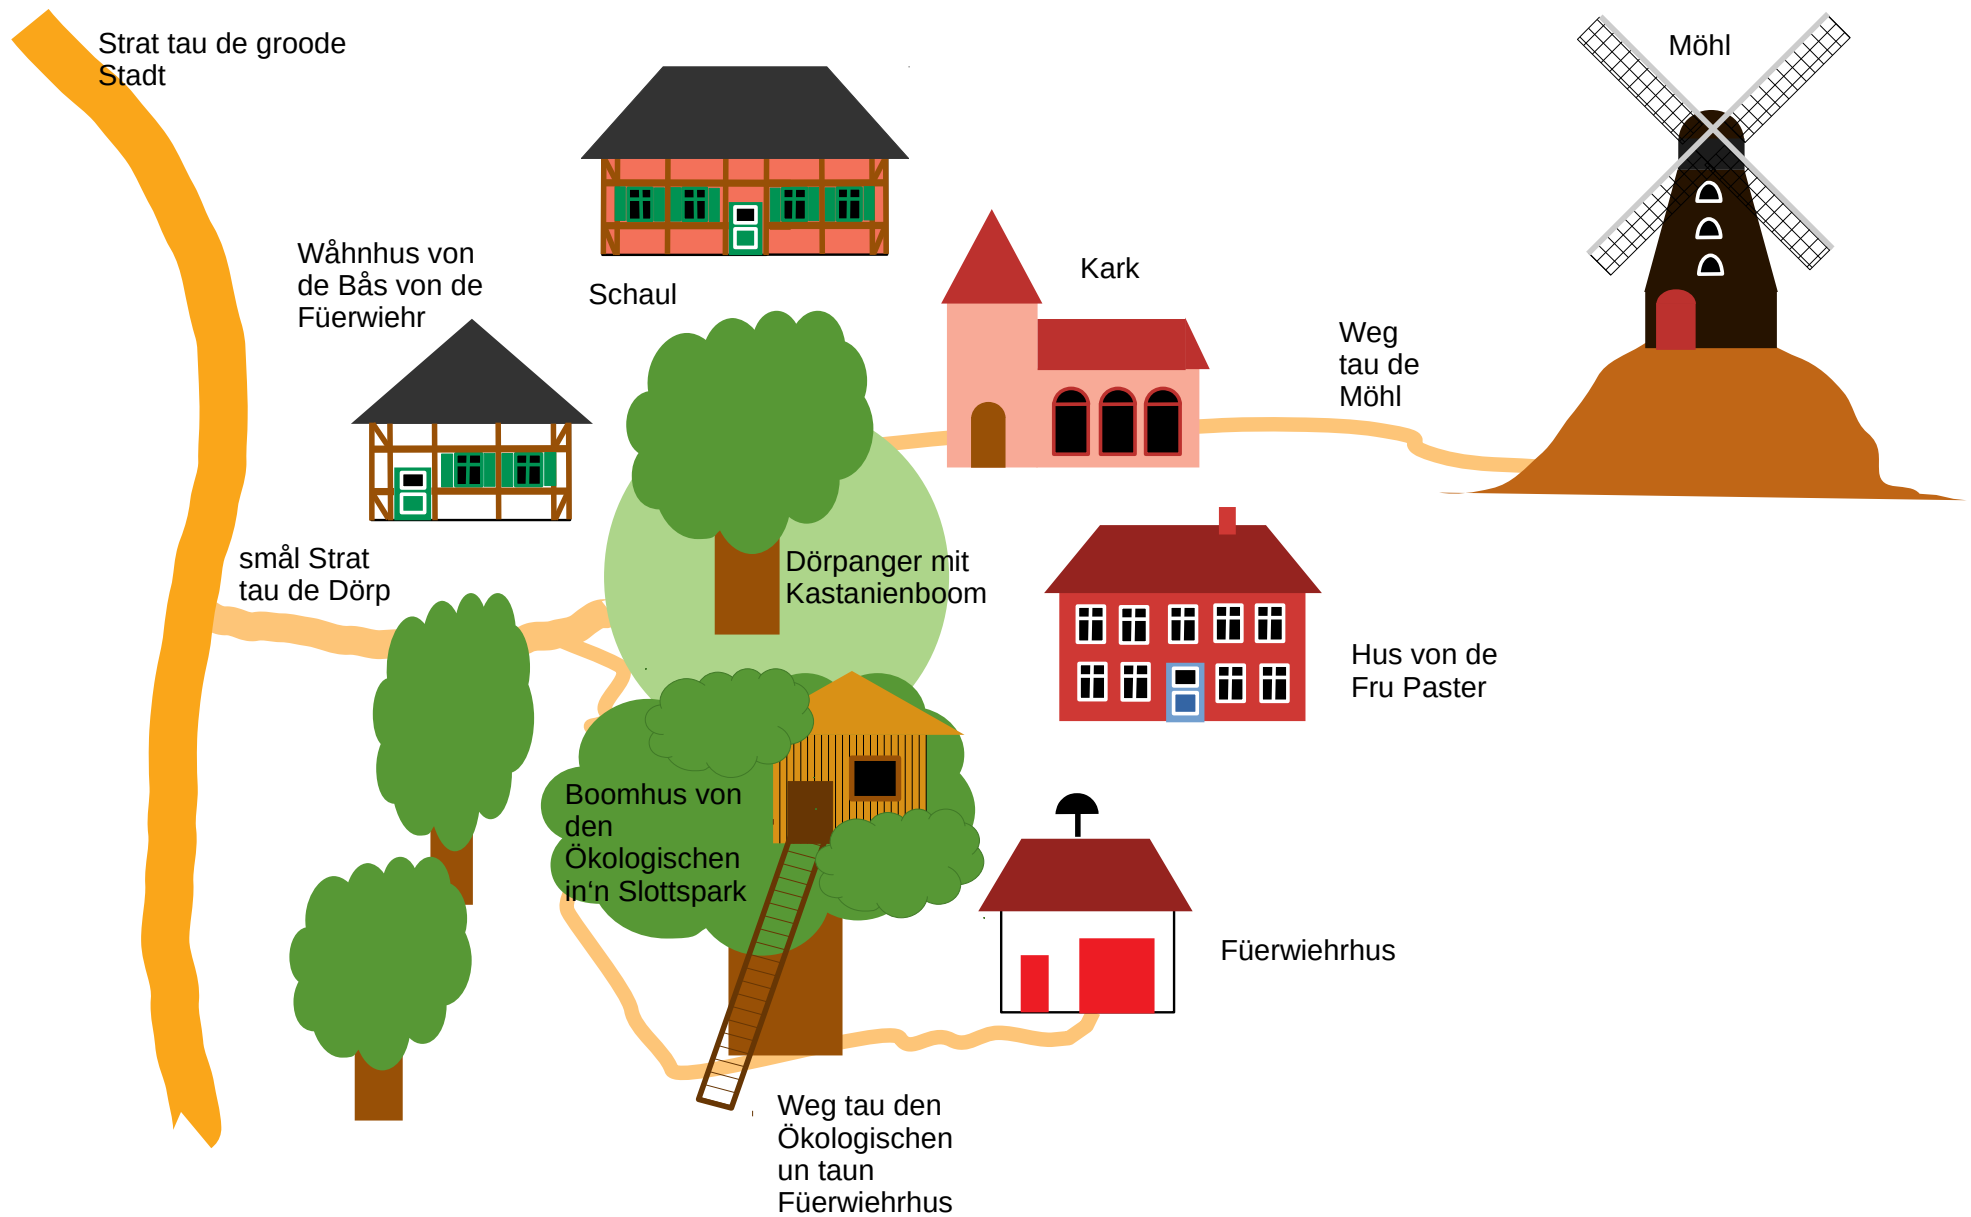 Strat tau de groode
Stadt
Möhl
Wåhnhus von
de Bås von de
Füerwiehr
Schaul
Kark
Weg
tau de
Möhl
smål Strat
tau de Dörp
Dörpanger mit
Kastanienboom
Hus von de
Fru Paster
Boomhus von
den
Ökologischen
in‘n Slottspark
Füerwiehrhus
Weg tau den
Ökologischen
un taun
Füerwiehrhus